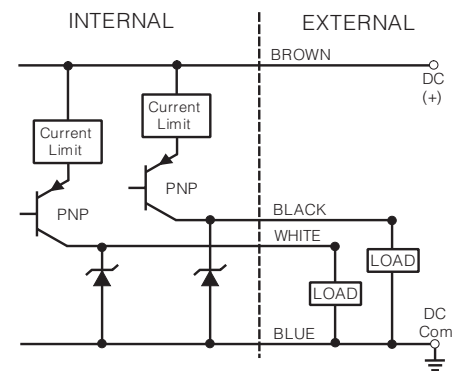 INTERNAL
EXTERNAL
BROWN
DC
(+)
Current
Limit
Current
Limit
PNP
PNP
BLACK
WHITE
LOAD
LOAD
DC
Com
BLUE